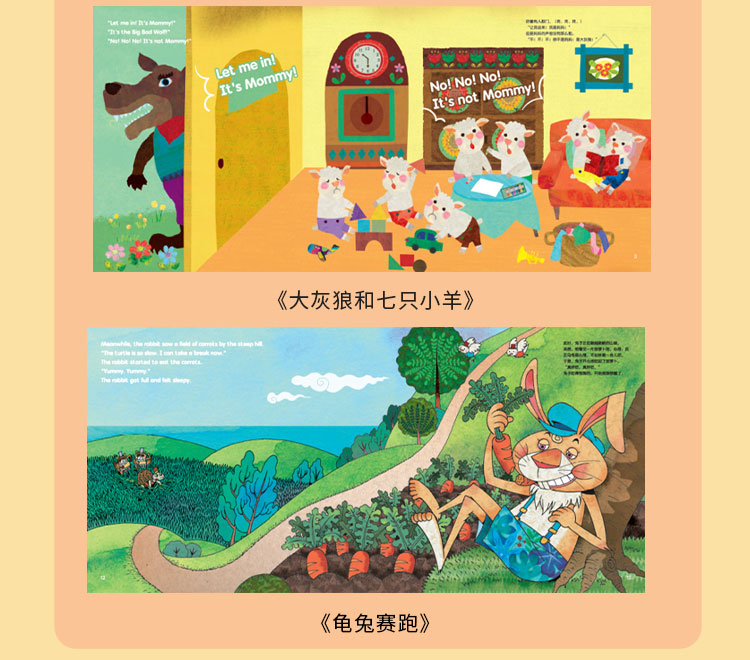 "Let me in! It's Mommy!"
"It's the Big Bad Wolf!"
"No! No! No! It's not Mommy!"
Let me in!
It's Mommy!
No! No! No!
It's not Mommy!
《大灰狼和七只小羊》
Meanwhile, the rabbit saw a field of carrots by the steep hill.
"The turtle is so slow. I can take a break now."
The rabbit started to eat the carrots.
"Yummy. Yummy."
The rabbit got full and felt sleepy.
12
《龟兔赛跑》